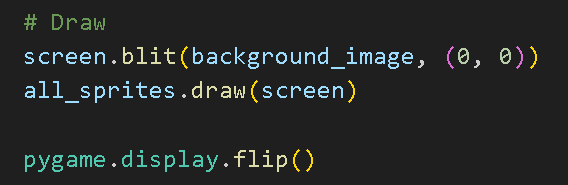 # Draw
screen.blit(background_image, (0, 0))
all_sprites.draw(screen)

pygame.display.flip()